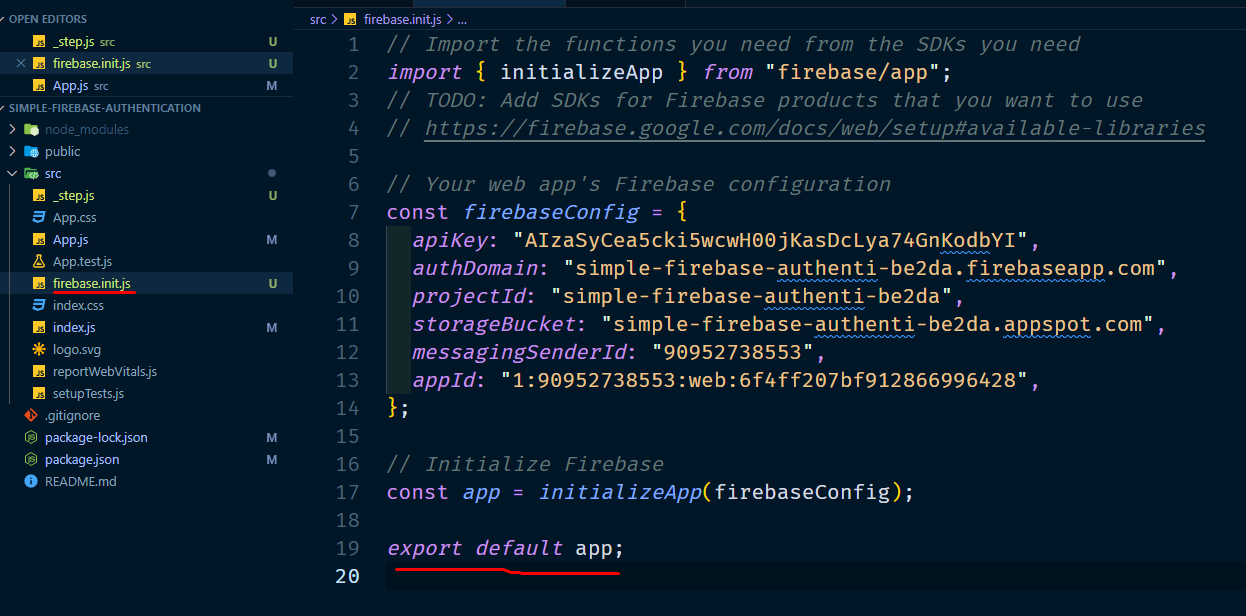 OPEN EDITORS
_step.js src U
firebase.init.js src U
App.js src M
SIMPLE-FIREBASE-AUTHENTICATION
node_modules
public
src
_step.js U
App.css
App.js M
App.test.js
firebase.init.js U
index.css
index.js M
logo.svg
reportWebVitals.js
setupTests.js
.gitignore
package-lock.json M
package.json M
README.md
src > JS firebase.init.js > ...
1 // Import the functions you need from the SDKs you need
2 import { initializeApp } from "firebase/app";
3 // TODO: Add SDKs for Firebase products that you want to use
4 // https://firebase.google.com/docs/web/setup#available-libraries
5
6 // Your web app's Firebase configuration
7 const firebaseConfig = {
8 apiKey: "AIzaSyCea5cki5wcwH00jKasDcLya74GnKodbYI",
9 authDomain: "simple-firebase-authenti-be2da.firebaseapp.com",
10 projectId: "simple-firebase-authenti-be2da",
11 storageBucket: "simple-firebase-authenti-be2da.appspot.com",
12 messagingSenderId: "90952738553",
13 appId: "1:90952738553:web:6f4ff207bf912866996428",
14 };
15
16 // Initialize Firebase
17 const app = initializeApp(firebaseConfig);
18
19 export default app;
20